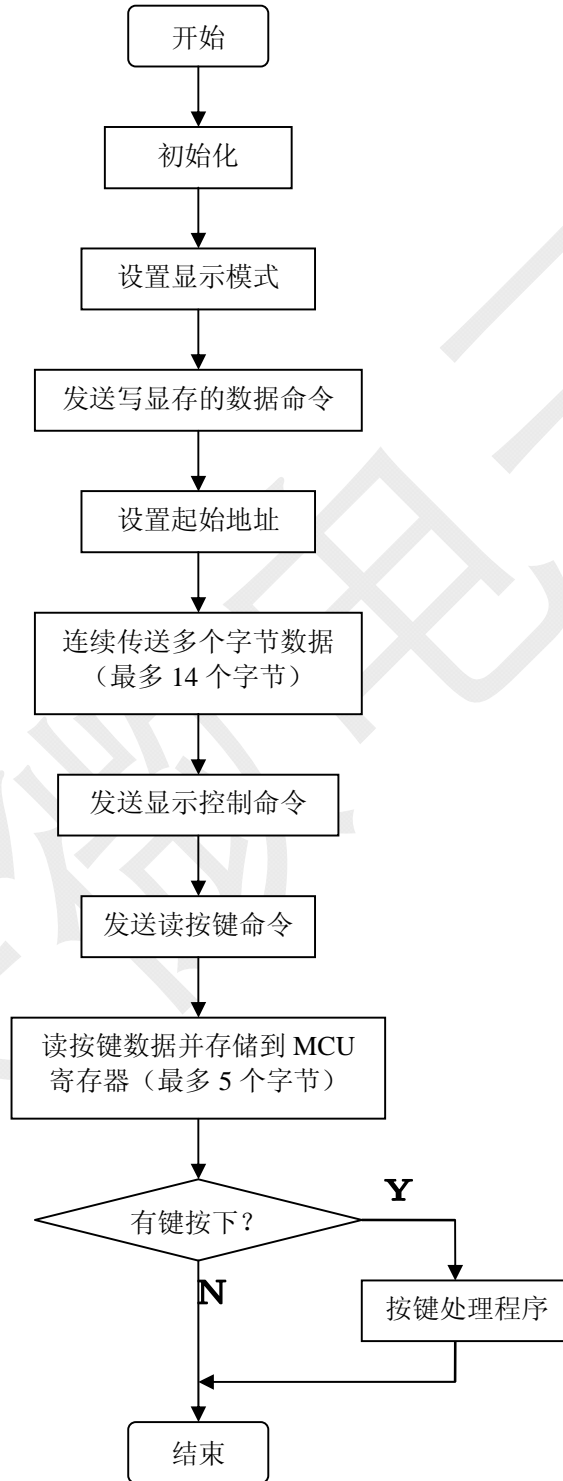 开始
初始化
设置显示模式
发送写显存的数据命令
设置起始地址
连续传送多个字节数据
（最多 14 个字节）
发送显示控制命令
发送读按键命令
读按键数据并存储到 MCU
寄存器（最多 5 个字节）
有键按下？
Y
N
按键处理程序
结束